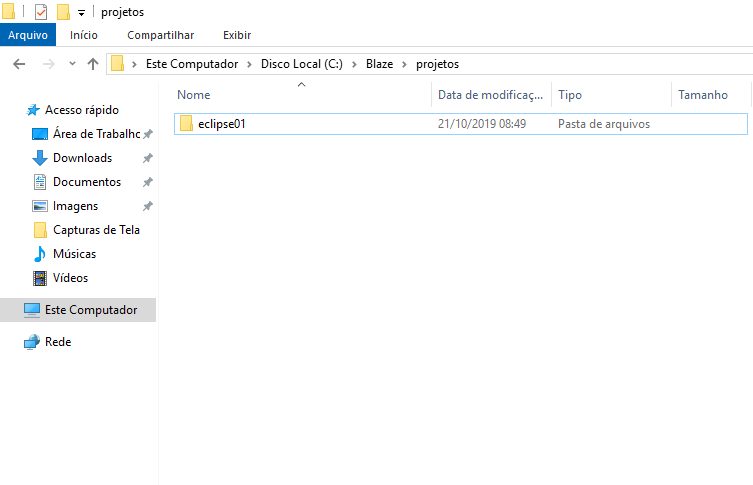 projetos
Arquivo Início Compartilhar Exibir
Este Computador Disco Local (C:) Blaze projetos
Nome Data de modificaç... Tipo Tamanho
eclipse01 21/10/2019 08:49 Pasta de arquivos
Acesso rápido
Área de Trabalhc
Downloads
Documentos
Imagens
Capturas de Tela
Músicas
Vídeos
Este Computador
Rede